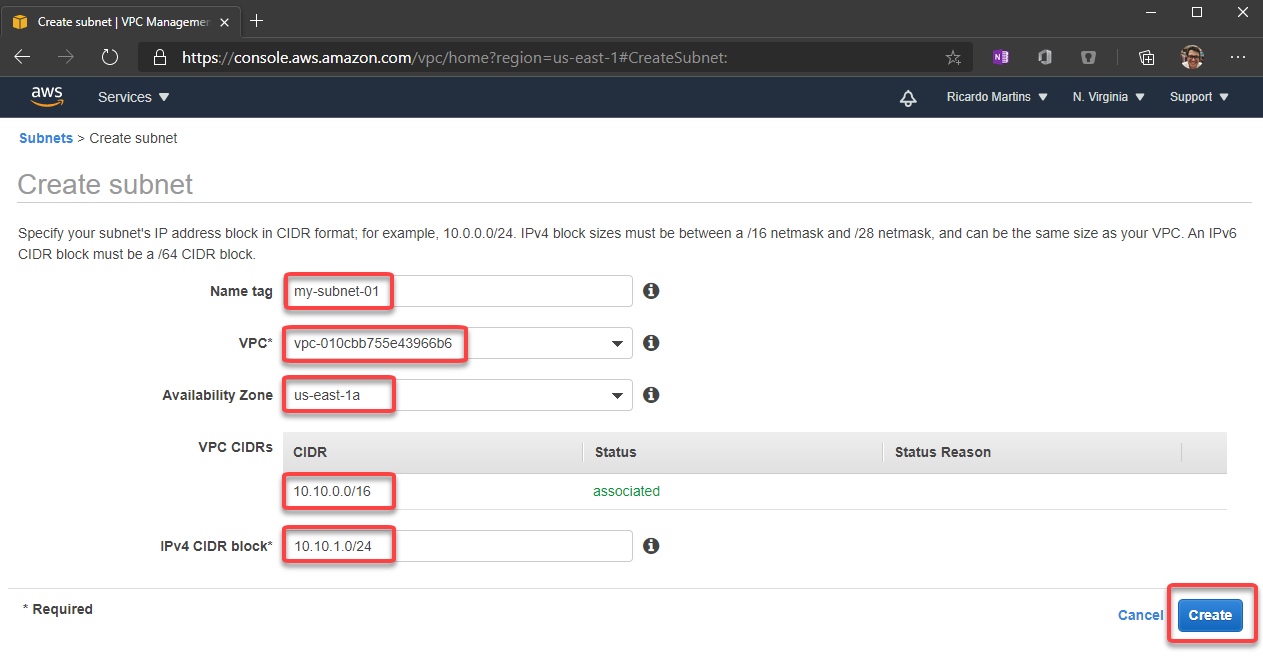 Create subnet | VPC Managemer
https://console.aws.amazon.com/vpc/home?region=us-east-1#CreateSubnet:
aws Services Ricardo Martins N. Virginia Support
Subnets > Create subnet
Create subnet
Specify your subnet's IP address block in CIDR format; for example, 10.0.0.0/24. IPv4 block sizes must be between a /16 netmask and /28 netmask, and can be the same size as your VPC. An IPv6
CIDR block must be a /64 CIDR block.
Name tag my-subnet-01
VPC* vpc-010cbb755e43966b6
Availability Zone us-east-1a
VPC CIDRs CIDR Status Status Reason
10.10.0.0/16 associated
IPv4 CIDR block* 10.10.1.0/24
* Required Cancel Create